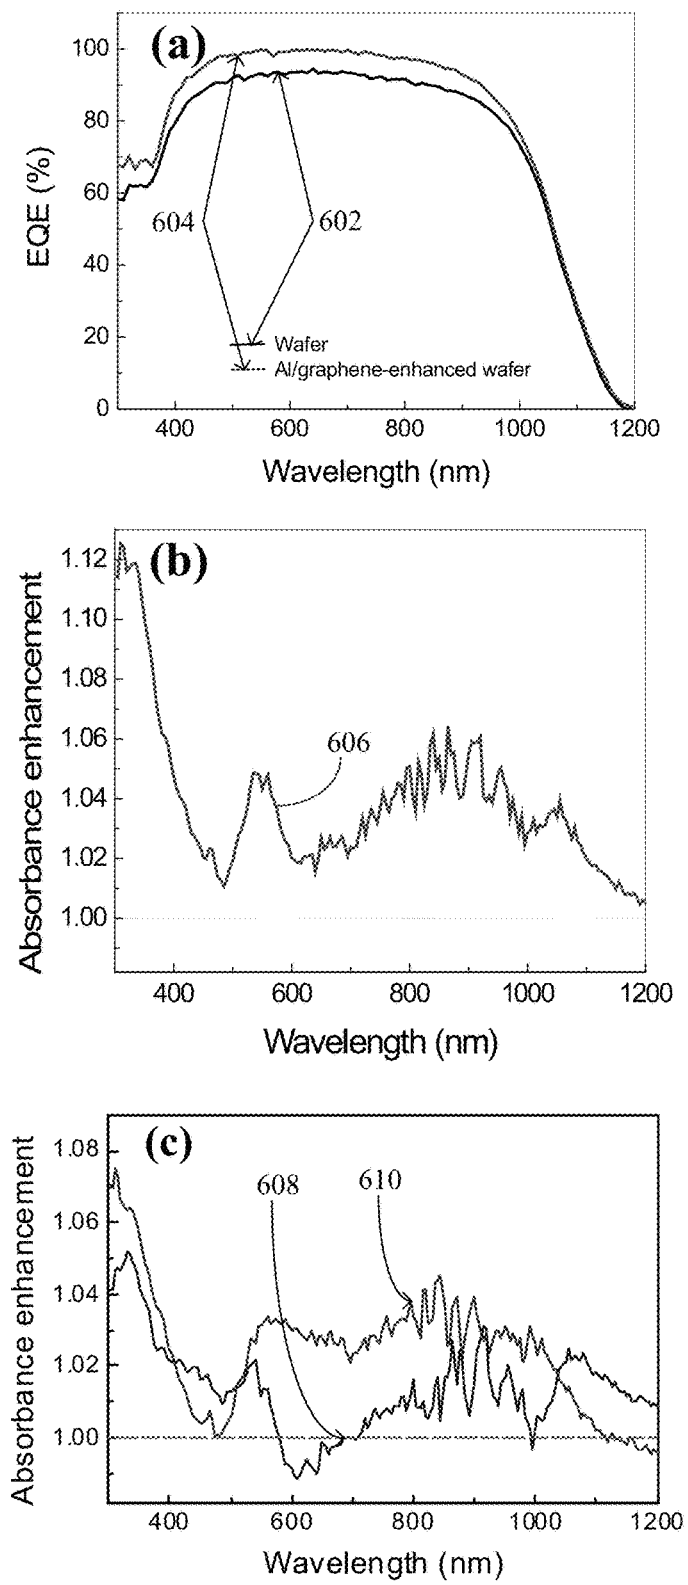 (a)
100
80
60
40
20
0
EQE (%)
604
602
Wafer
Al/graphene-enhanced wafer
400 600 800 1000 1200
Wavelength (nm)
(b)
1.12
1.10
1.08
1.06
1.04
1.02
1.00
Absorbance enhancement
606
400 600 800 1000 1200
Wavelength (nm)
(c)
1.08
1.06
1.04
1.02
1.00
Absorbance enhancement
608 610
400 600 800 1000 1200
Wavelength (nm)